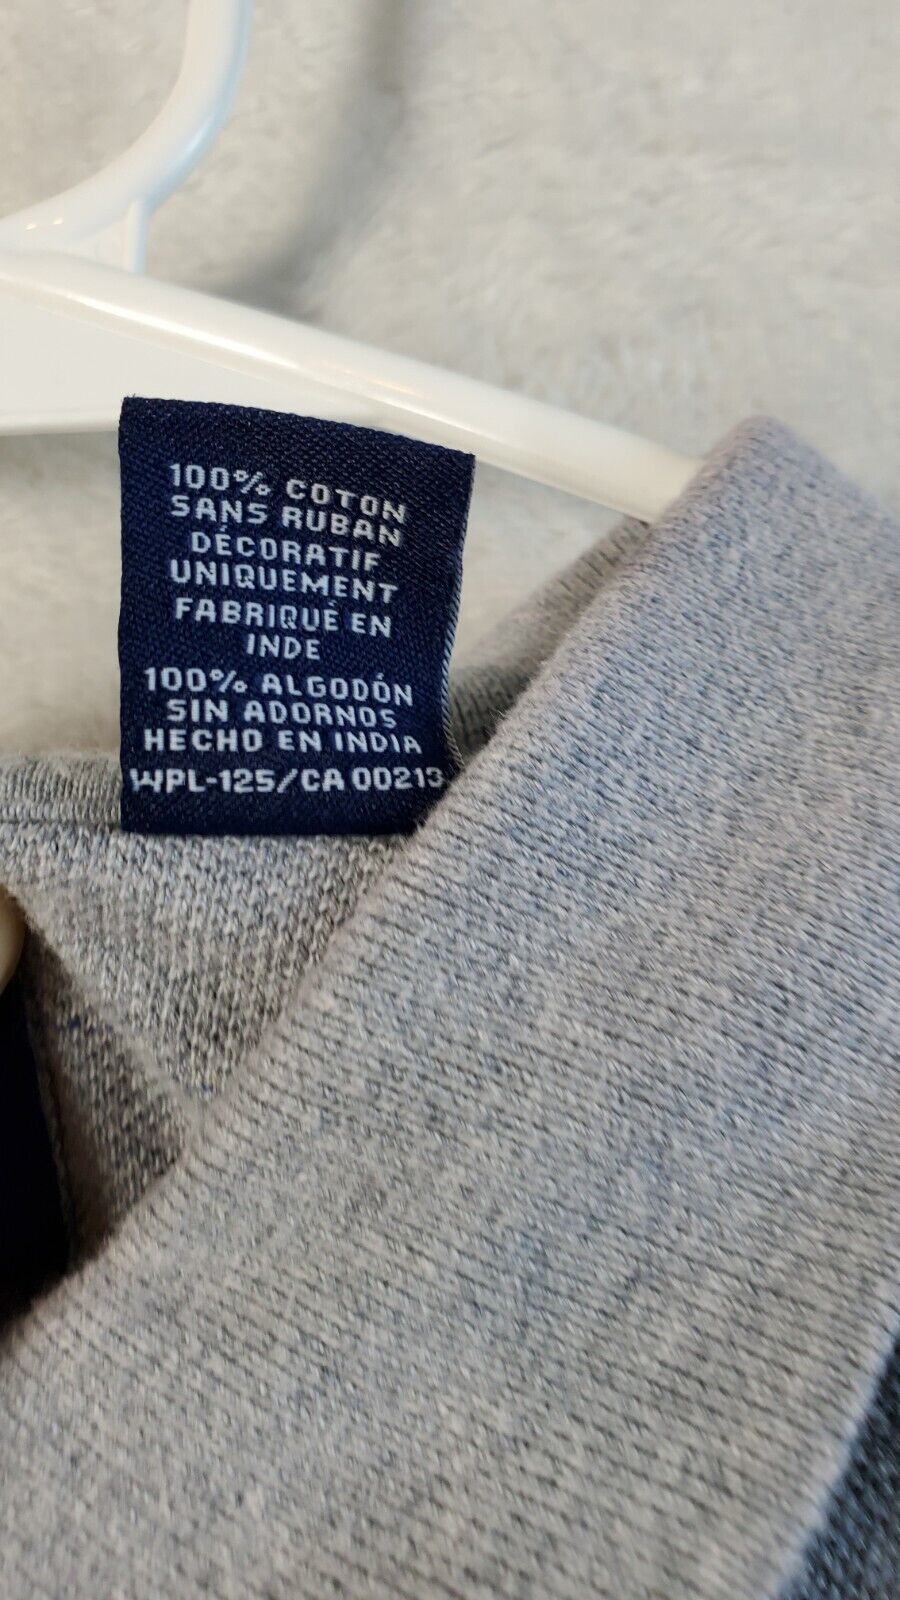 100% COTON
SANS RUBAN
DÉCORATIF
UNIQUEMENT
FABRIQUÉ EN
INDE
100% ALGODÓN
SIN ADORNOS
HECHO EN INDIA
WPL-125/CA 00213